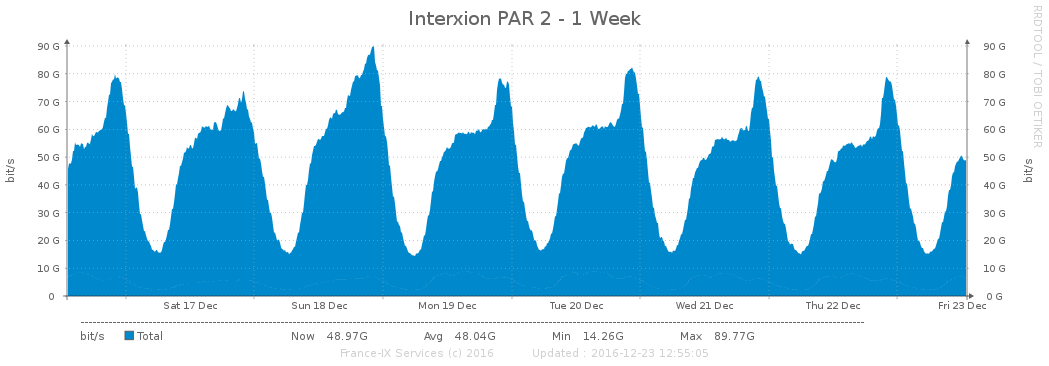 Interxion PAR 2 - 1 Week
RRDTOOL / TOBI OETIKER
90 G 90 G
80 G 80 G
70 G 70 G
60 G 60 G
50 G 50 G
40 G 40 G
30 G 30 G
20 G 20 G
10 G 10 G
0 0 G
bit/s
bit/s
Sat 17 Dec Sun 18 Dec Mon 19 Dec Tue 20 Dec Wed 21 Dec Thu 22 Dec Fri 23 Dec
bit/s Total Now 48.97G Avg 48.04G Min 14.26G Max 89.77G
France-IX Services (c) 2016 Updated : 2016-12-23 12:55:05